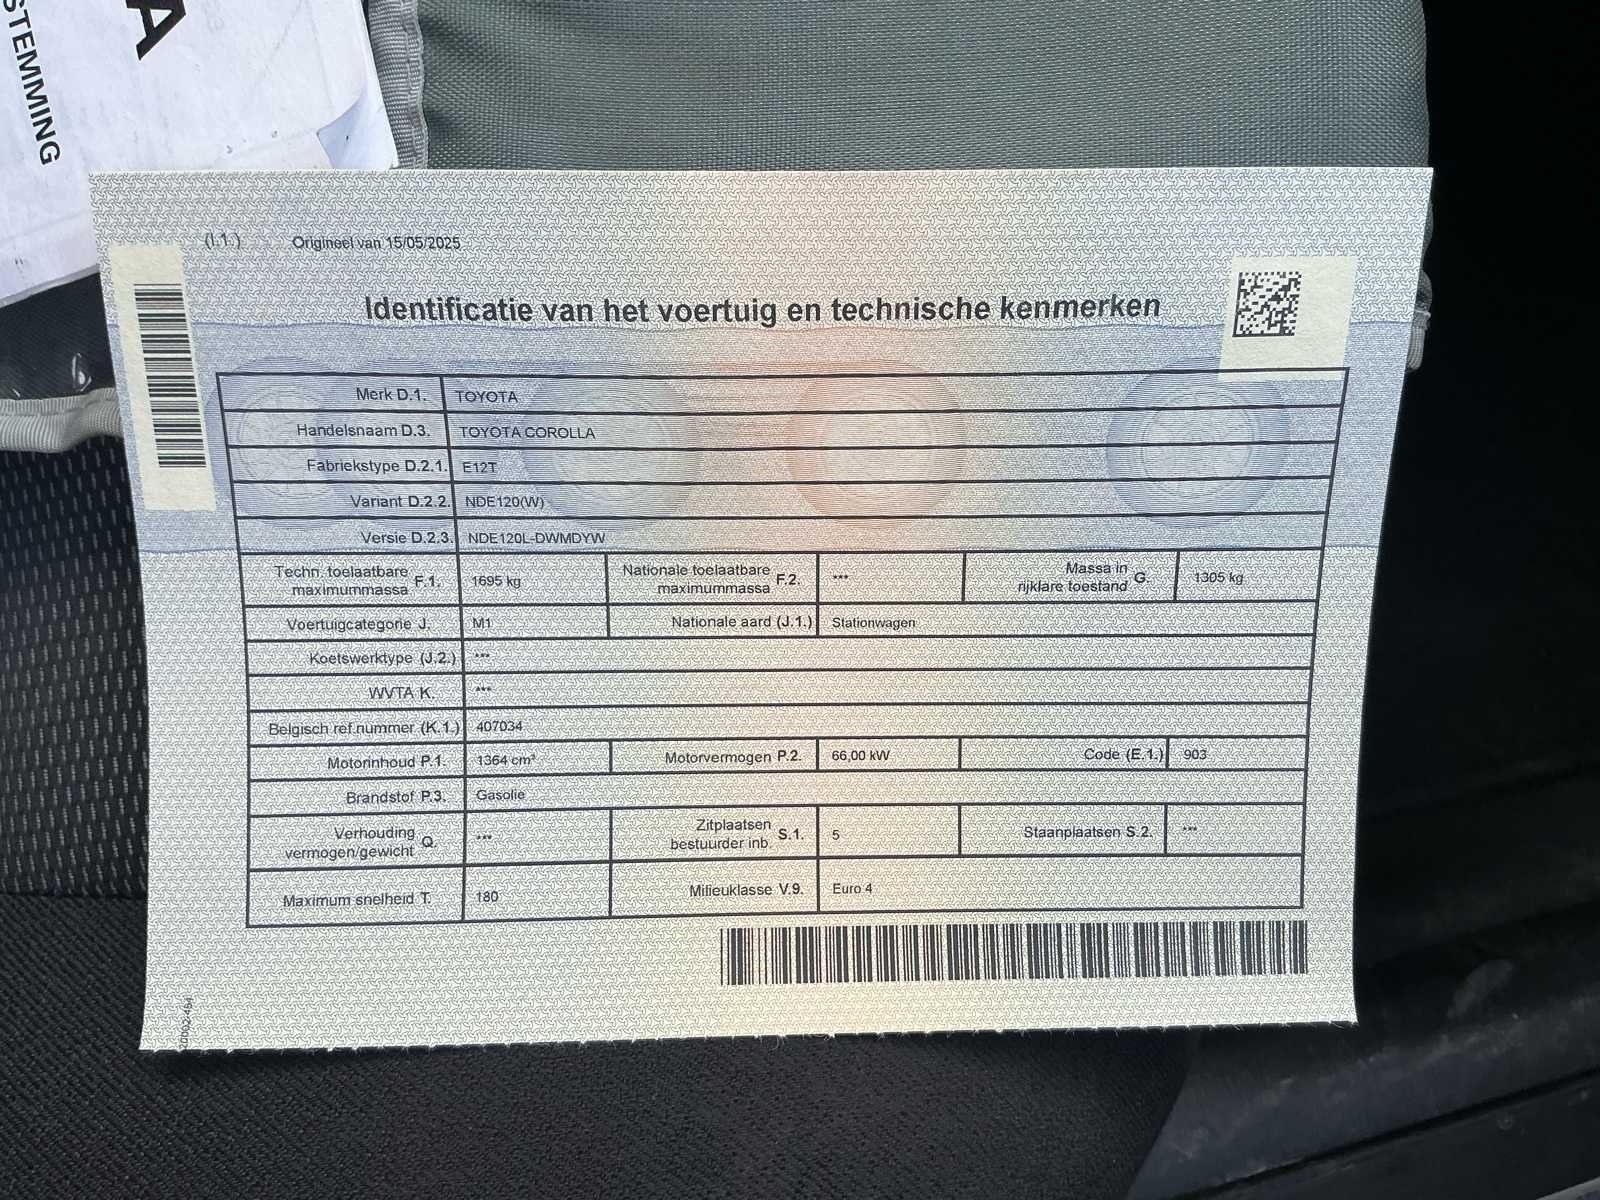 A
STEMMING
(I.1.) Origineel van 15/05/2025
Identificatie van het voertuig en technische kenmerken
Merk D.1. TOYOTA
Handelsnaam D.3. TOYOTA COROLLA
Fabriekstype D.2.1. E12T
Variant D.2.2. NDE120(W)
Versie D.2.3. NDE120L-DWMDYW
Techn. toelaatbare maximummassa F.1. 1695 kg Nationale toelaatbare maximummassa F.2. *** Massa in rijklare toestand G. 1305 kg
Voertuigcategorie J. M1 Nationale aard (J.1.) Stationwagen
Koetswerktype (J.2.) ***
WVTA K. ***
Belgisch ref.nummer (K.1.) 407034
Motorinhoud P.1. 1364 cm³ Motorvermogen P.2. 66,00 kW Code (E.1.) 903
Brandstof P.3. Gasolie
Verhouding vermogen/gewicht Q. *** Zitplaatsen bestuurder inb. S.1. 5 Staanplaatsen S.2. ***
Maximum snelheid T. 180 Milieuklasse V.9. Euro 4
20002-464